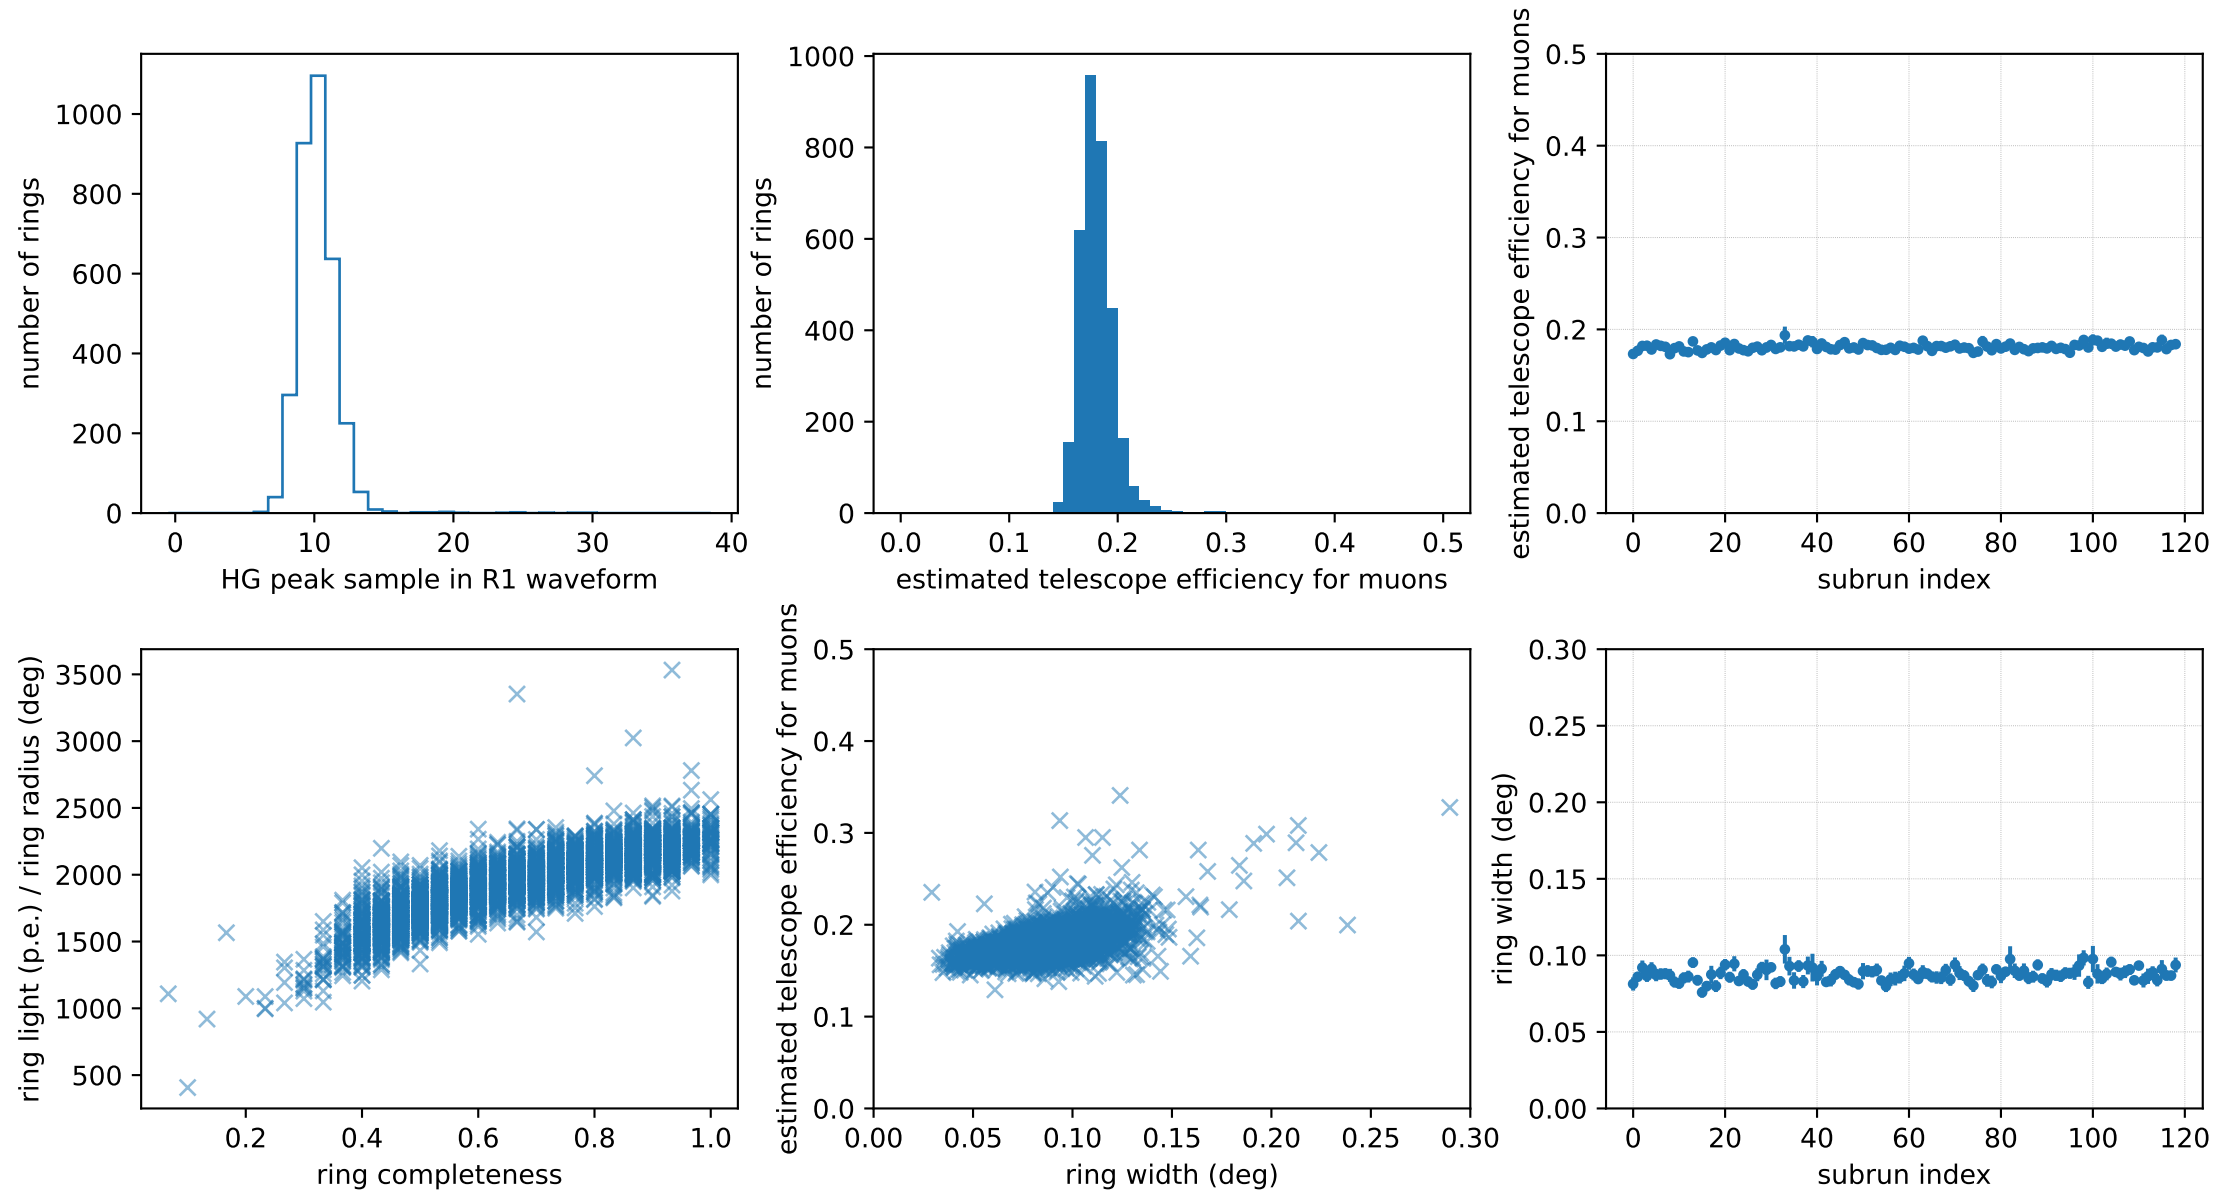 1000
800
600
400
200
0
number of rings
0 10 20 30 40
HG peak sample in R1 waveform
1000
800
600
400
200
0
number of rings
0.0 0.1 0.2 0.3 0.4 0.5
estimated telescope efficiency for muons
0.5
0.4
0.3
0.2
0.1
0.0
estimated telescope efficiency for muons
0 20 40 60 80 100 120
subrun index
3500
3000
2500
2000
1500
1000
500
ring light (p.e.) / ring radius (deg)
0.2 0.4 0.6 0.8 1.0
ring completeness
0.5
0.4
0.3
0.2
0.1
0.0
estimated telescope efficiency for muons
0.00 0.05 0.10 0.15 0.20 0.25 0.30
ring width (deg)
0.30
0.25
0.20
0.15
0.10
0.05
0.00
ring width (deg)
0 20 40 60 80 100 120
subrun index